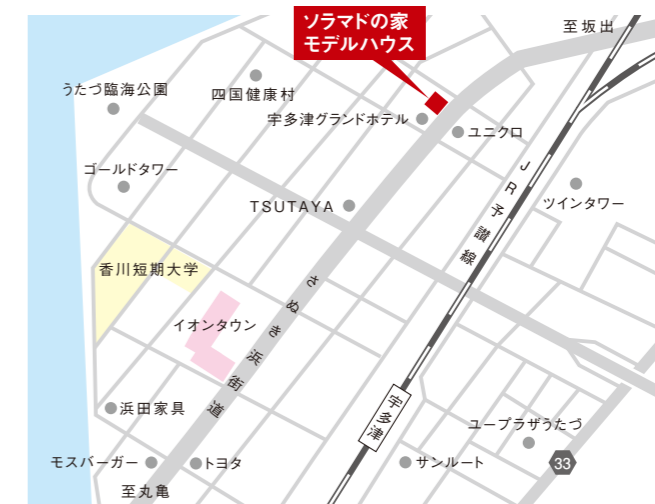 ソラマドの家
モデルハウス
至坂出
うたづ臨海公園
四国健康村
宇多津グランドホテル
ユニクロ
ゴールドタワー
TSUTAYA
JR予讃線
ツインタワー
香川短期大学
イオンタウン
さぬき浜街道
浜田家具
宇多津
ユープラザうたづ
モスバーガー
トヨタ
サンルート
33
至丸亀